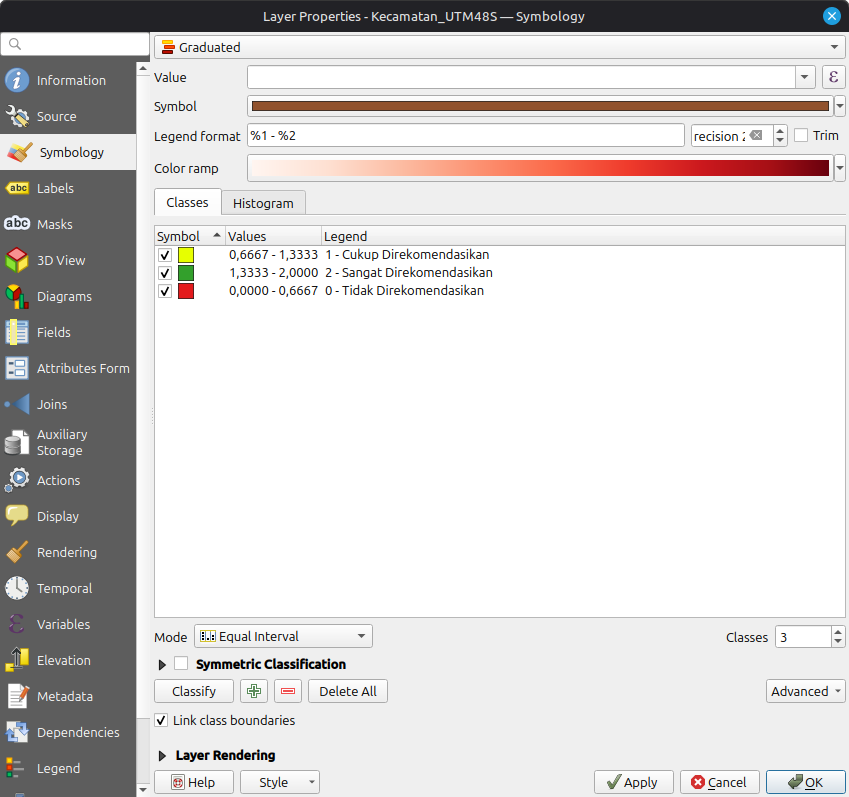 Layer Properties - Kecamatan_UTM48S — Symbology
Information
Source
Symbology
abc Labels
abc Masks
3D View
Diagrams
Fields
Attributes Form
Joins
Auxiliary
Storage
Actions
Display
Rendering
Temporal
ε Variables
Elevation
Metadata
Dependencies
Legend
Graduated
Value
ε
Symbol
Legend format %1 - %2 recision 2 Trim
Color ramp
Classes Histogram
Symbol Values Legend
0,6667 - 1,3333 1 - Cukup Direkomendasikan
1,3333 - 2,0000 2 - Sangat Direkomendasikan
0,0000 - 0,6667 0 - Tidak Direkomendasikan
Mode Equal Interval Classes 3
Symmetric Classification
Classify Delete All Advanced
Link class boundaries
Layer Rendering
Help Style Apply Cancel OK